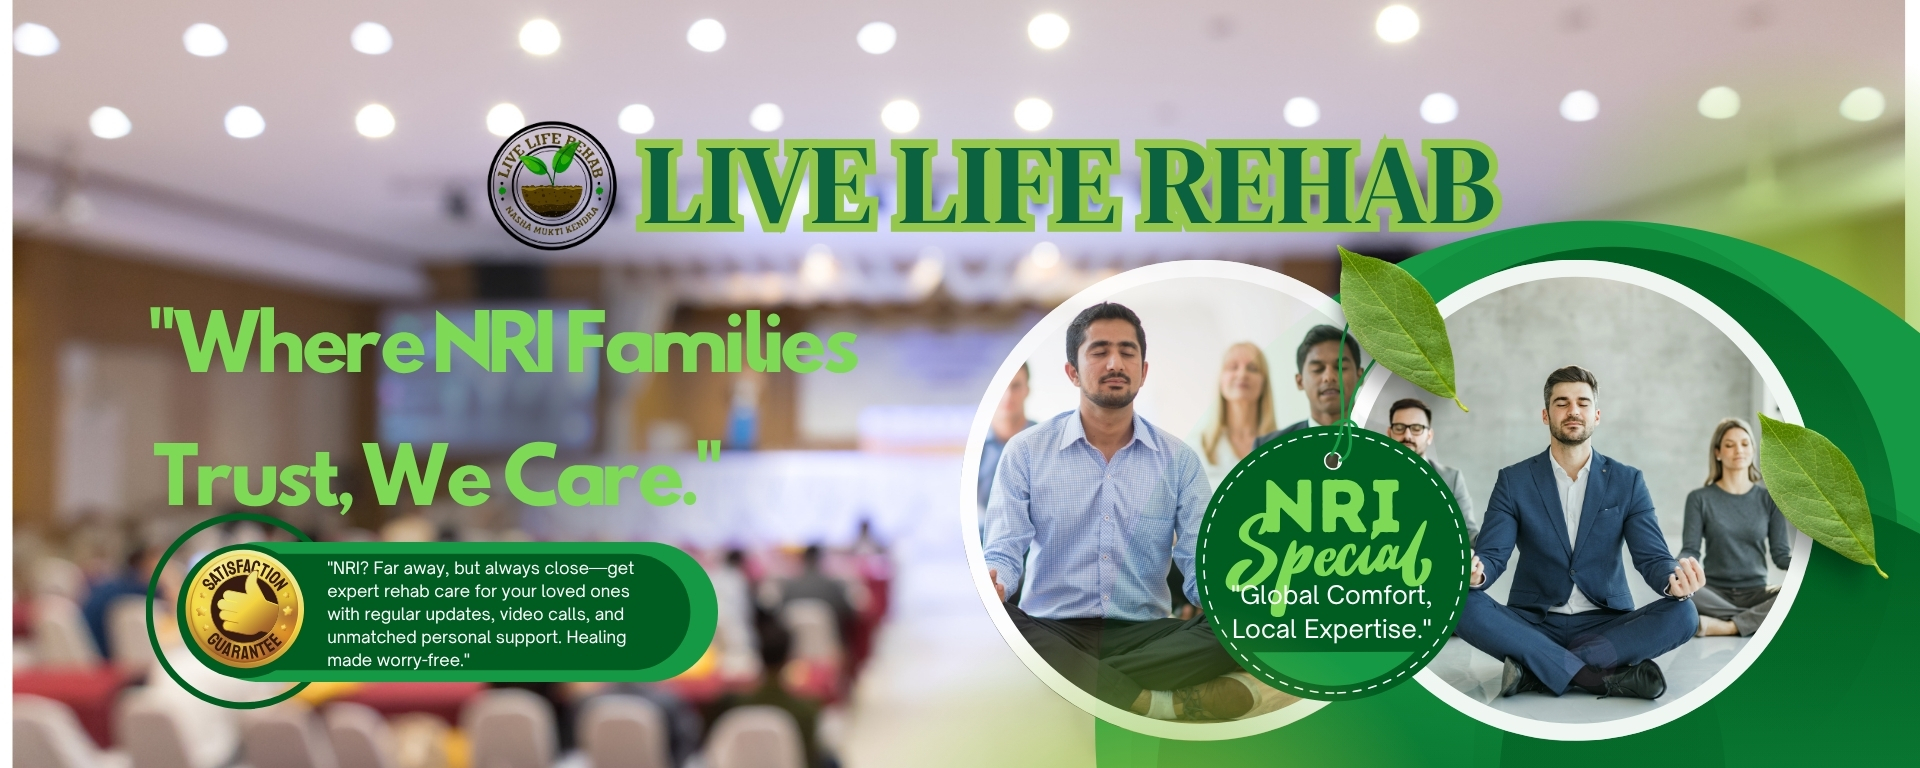 LIVE LIFE REHAB
NASHA MUKTI KENDRA
LIVE LIFE REHAB
"Where NRI Families
Trust, We Care."
SATISFACTION
GUARANTEE
"NRI? Far away, but always close—get
expert rehab care for your loved ones
with regular updates, video calls, and
unmatched personal support. Healing
made worry-free."
NRI
Special
"Global Comfort,
Local Expertise."